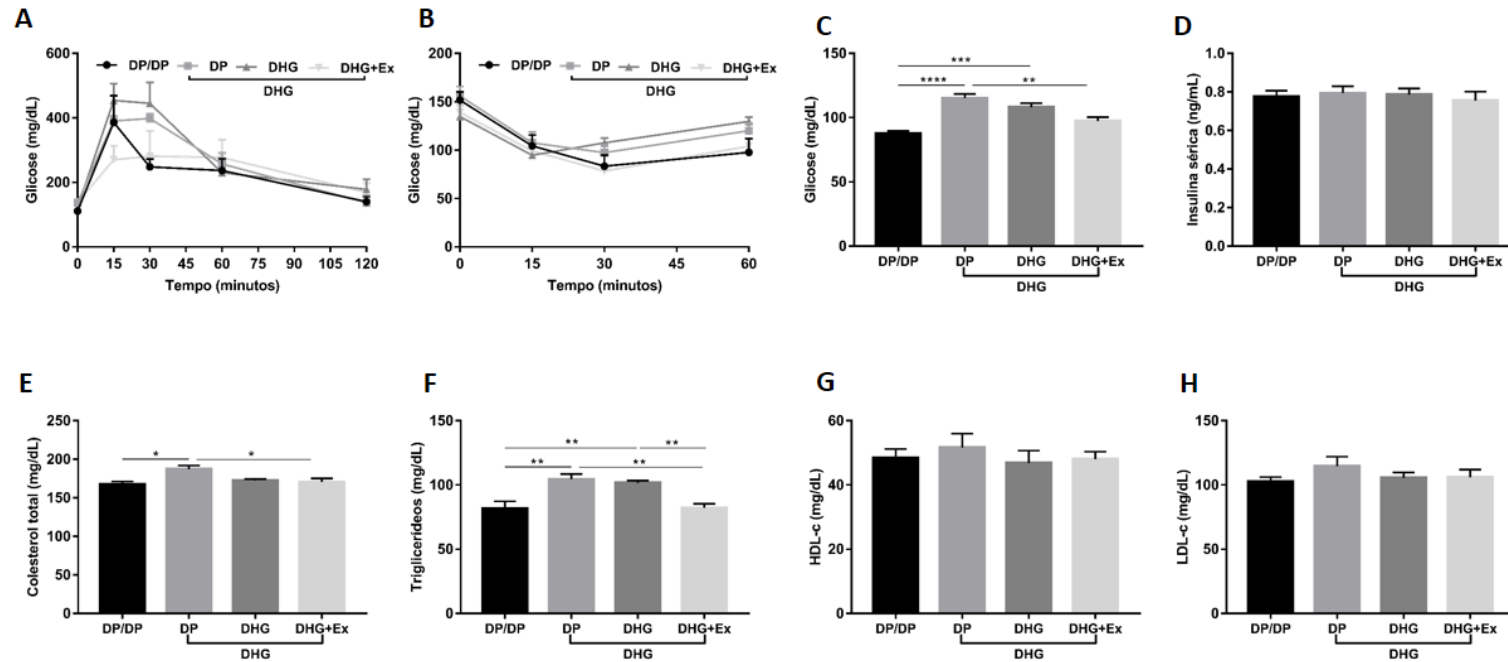 A
600
400
200
0
Glicose (mg/dL)
DP/DP DP DHG DHG+Ex
DHG
0 15 30 45 60 75 90 105 120
Tempo (minutos)
B
200
150
100
50
0
Glicose (mg/dL)
DP/DP DP DHG DHG+Ex
DHG
0 15 30 45 60
Tempo (minutos)
C
150
100
50
0
Glicose (mg/dL)
***
**** **
DP/DP DP DHG DHG+Ex
DHG
D
1.0
0.8
0.6
0.4
0.2
0.0
Insulina sérica (ng/mL)
DP/DP DP DHG DHG+Ex
DHG
E
250
200
150
100
50
0
Colesterol total (mg/dL)
* *
DP/DP DP DHG DHG+Ex
DHG
F
150
100
50
0
Triglicerídeos (mg/dL)
** **
** **
DP/DP DP DHG DHG+Ex
DHG
G
60
40
20
0
HDL-c (mg/dL)
DP/DP DP DHG DHG+Ex
DHG
H
150
100
50
0
LDL-c (mg/dL)
DP/DP DP DHG DHG+Ex
DHG